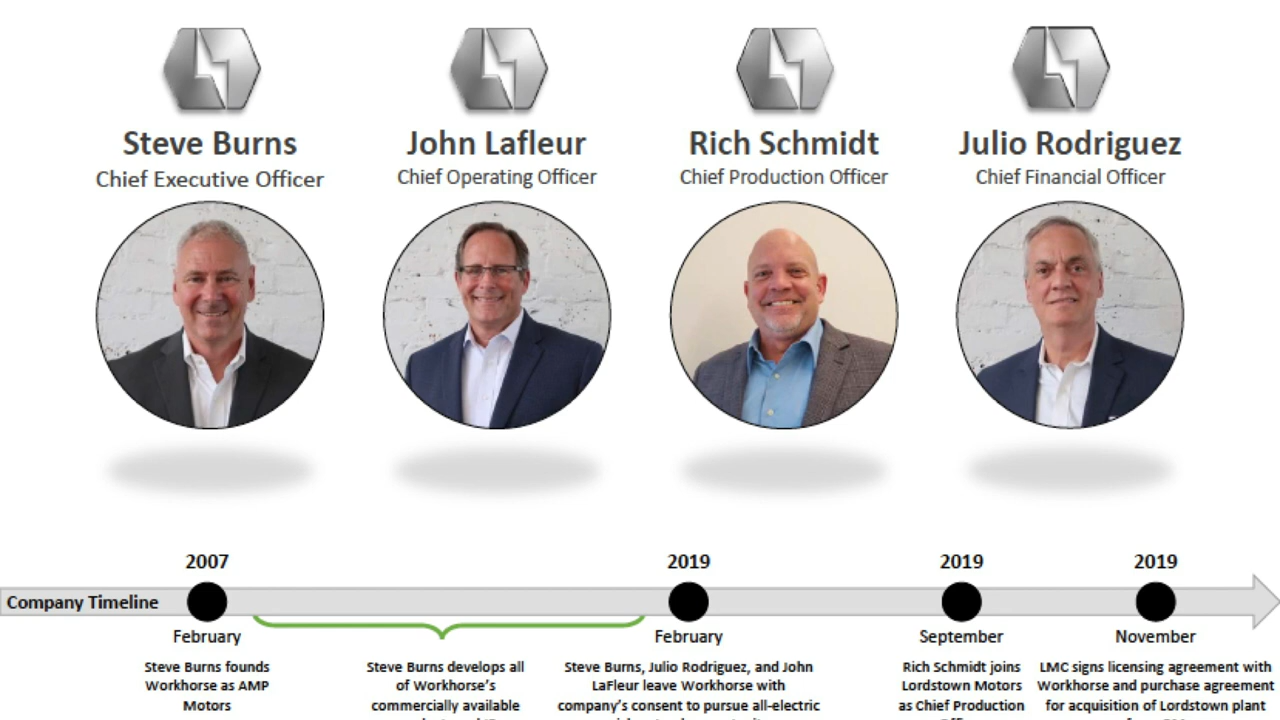 Steve Burns
Chief Executive Officer
John Lafleur
Chief Operating Officer
Rich Schmidt
Chief Production Officer
Julio Rodriguez
Chief Financial Officer
Company Timeline
2007
February
Steve Burns founds
Workhorse as AMP
Motors
Steve Burns develops all
of Workhorse’s
commercially available
2019
February
Steve Burns, Julio Rodriguez, and John
LaFleur leave Workhorse with
company’s consent to pursue all-electric
2019
September
Rich Schmidt joins
Lordstown Motors
as Chief Production
2019
November
LMC signs licensing agreement with
Workhorse and purchase agreement
for acquisition of Lordstown plant